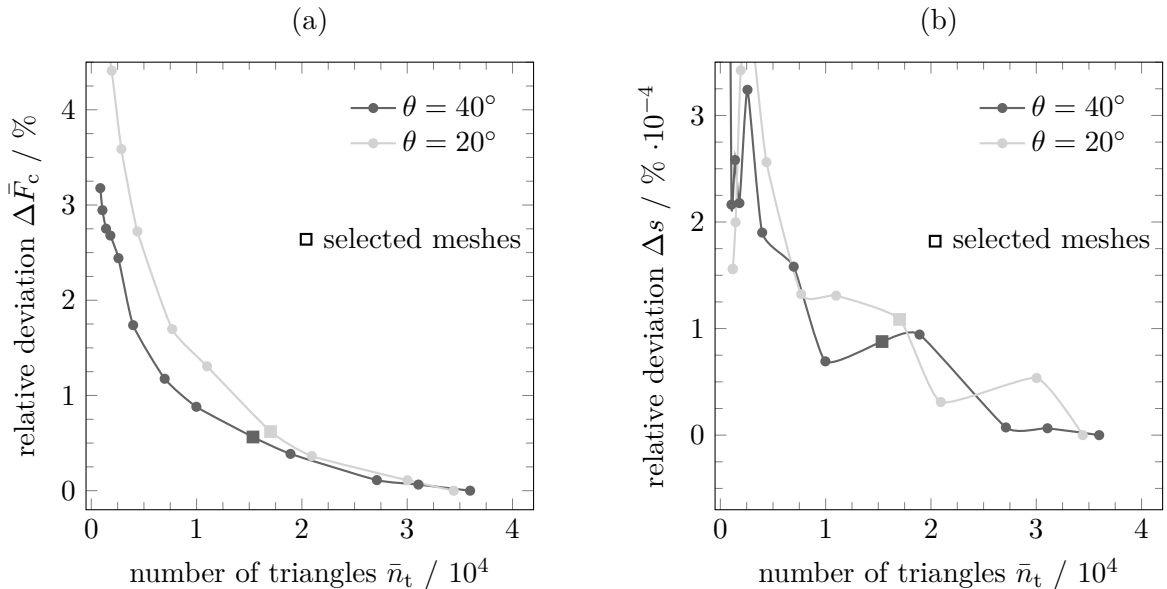 (a)
relative deviation ΔF̄c / %
4
3
2
1
0
θ = 40°
θ = 20°
selected meshes
0 1 2 3 4
number of triangles n̄t / 10⁴
(b)
relative deviation Δs / % ·10⁻⁴
3
2
1
0
θ = 40°
θ = 20°
selected meshes
0 1 2 3 4
number of triangles n̄t / 10⁴